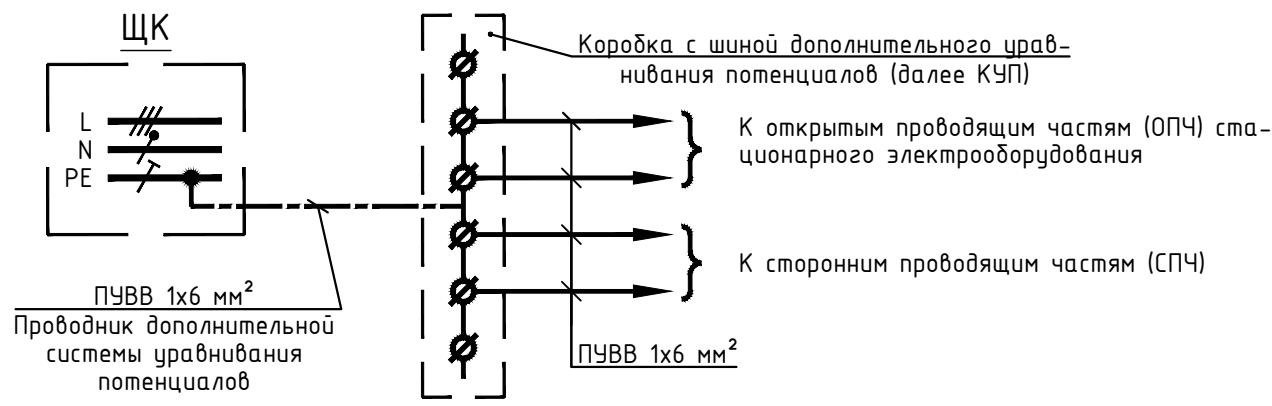 ЩК
L
N
PE
ПУВВ 1х6 мм²
Проводник дополнительной
системы уравнивания
потенциалов
Коробка с шиной дополнительного урав-
нивания потенциалов (далее КУП)
К открытым проводящим частям (ОПЧ) ста-
ционарного электрооборудования
К сторонним проводящим частям (СПЧ)
ПУВВ 1х6 мм²